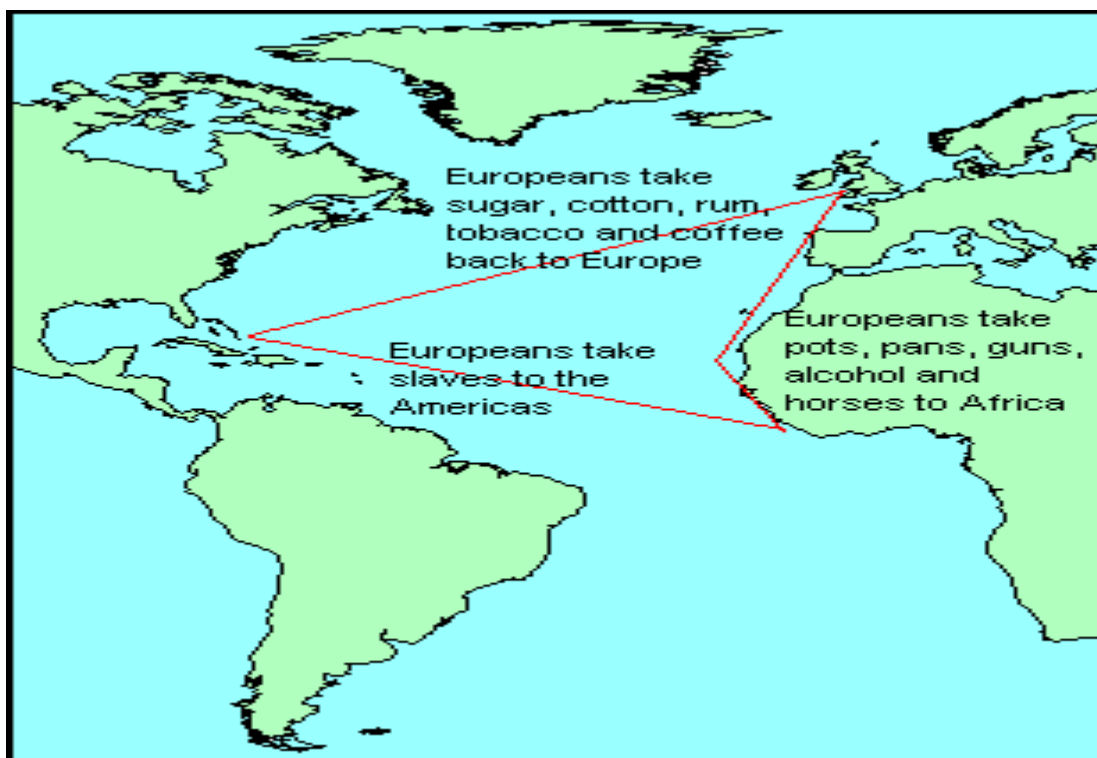 Europeans take
sugar, cotton, rum,
tobacco and coffee
back to Europe
Europeans take
slaves to the
Americas
Europeans take
pots, pans, guns,
alcohol and
horses to Africa